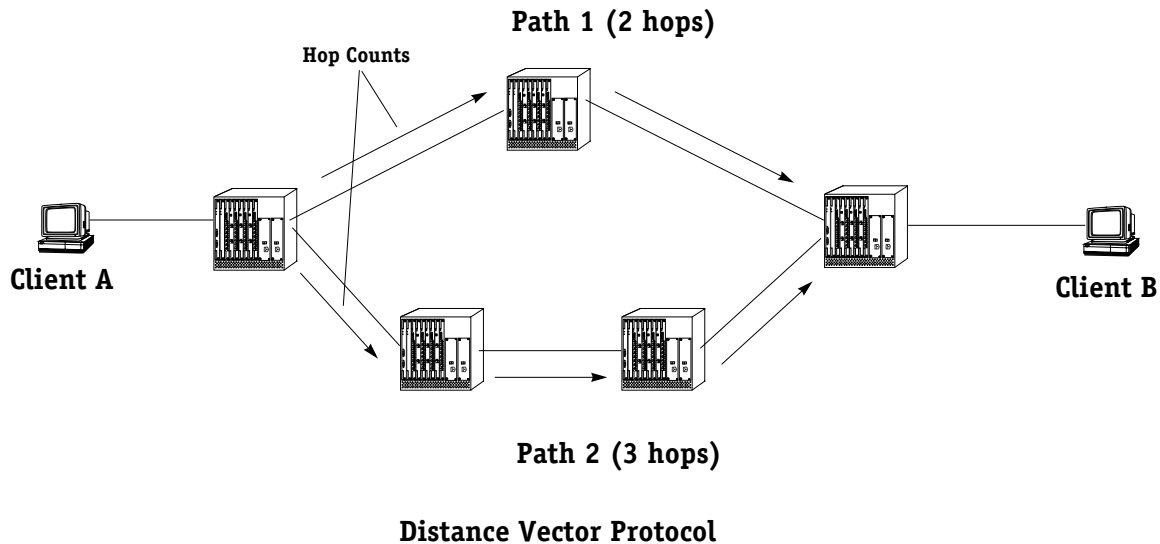 Path 1 (2 hops)
Hop Counts
Client A
Client B
Path 2 (3 hops)
Distance Vector Protocol